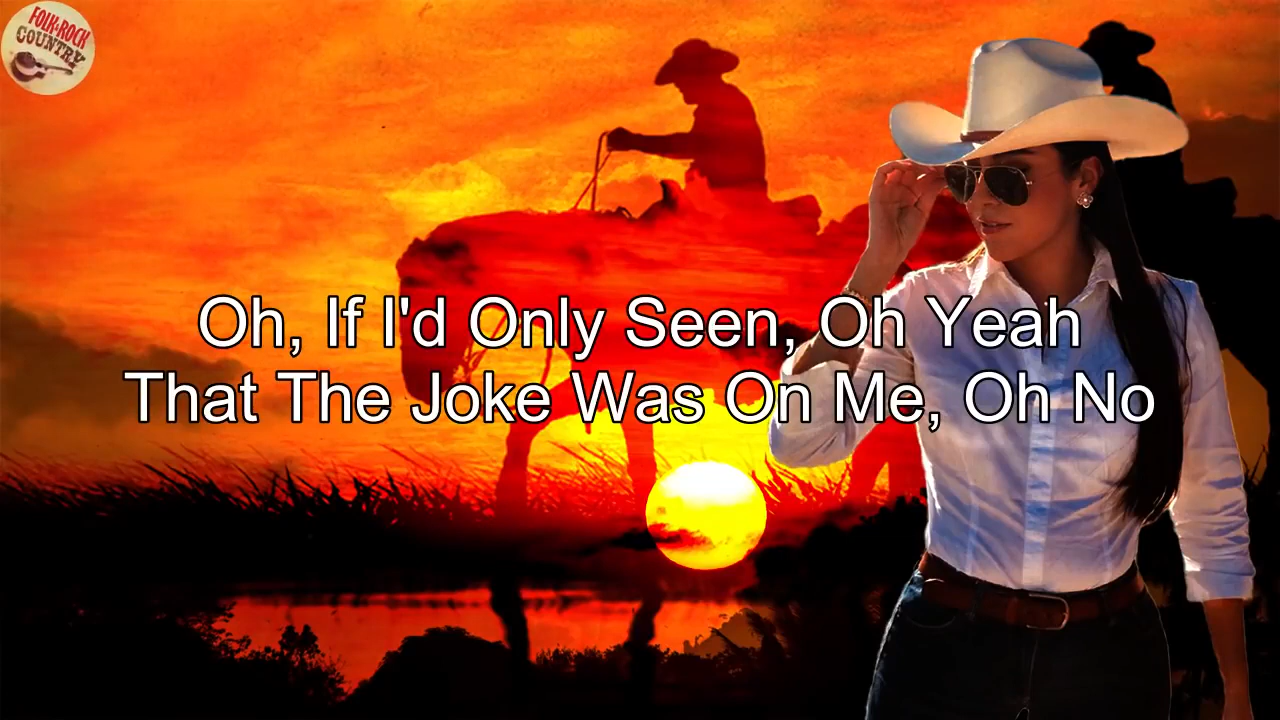 FOLK & ROCK
COUNTRY
Oh, If I'd Only Seen, Oh Yeah
That The Joke Was On Me, Oh No